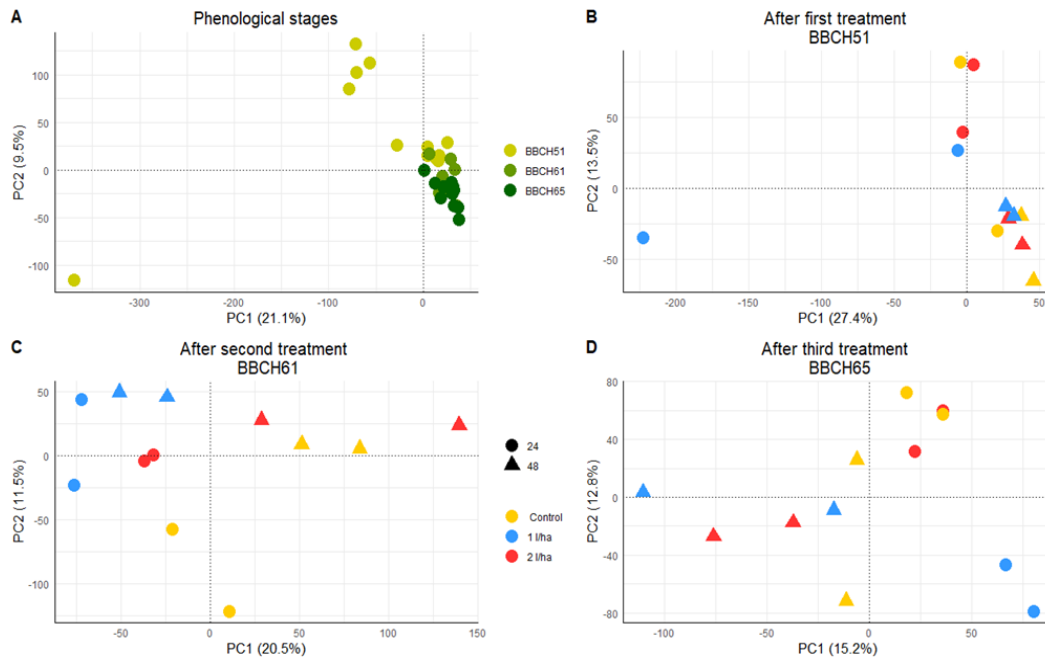 A
Phenological stages
PC2 (9.5%)
100
50
0
-50
-100
-300
-200
-100
0
PC1 (21.1%)
BBCH51
BBCH61
BBCH65
B
After first treatment
BBCH51
PC2 (13.5%)
50
0
-50
-200
-150
-100
-50
0
50
PC1 (27.4%)
C
After second treatment
BBCH61
PC2 (11.5%)
50
0
-50
-100
-50
0
50
100
150
PC1 (20.5%)
24
48
Control
1 l/ha
2 l/ha
D
After third treatment
BBCH65
PC2 (12.8%)
80
40
0
-40
-80
-100
-50
0
50
PC1 (15.2%)